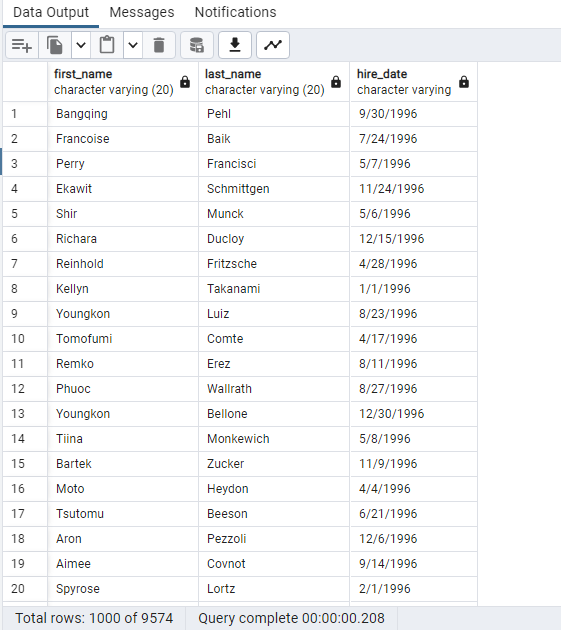 Data Output Messages Notifications
first_name last_name hire_date
character varying (20) character varying (20) character varying
1 Bangqing Pehl 9/30/1996
2 Francoise Baik 7/24/1996
3 Perry Francisci 5/7/1996
4 Ekawit Schmittgen 11/24/1996
5 Shir Munck 5/6/1996
6 Richara Ducloy 12/15/1996
7 Reinhold Fritzsche 4/28/1996
8 Kellyn Takanami 1/1/1996
9 Youngkon Luiz 8/23/1996
10 Tomofumi Comte 4/17/1996
11 Remko Erez 8/11/1996
12 Phuoc Wallrath 8/27/1996
13 Youngkon Bellone 12/30/1996
14 Tiina Monkewich 5/8/1996
15 Bartek Zucker 11/9/1996
16 Moto Heydon 4/4/1996
17 Tsutomu Beeson 6/21/1996
18 Aron Pezzoli 12/6/1996
19 Aimee Covnot 9/14/1996
20 Spyrose Lortz 2/1/1996
Total rows: 1000 of 9574 Query complete 00:00:00.208